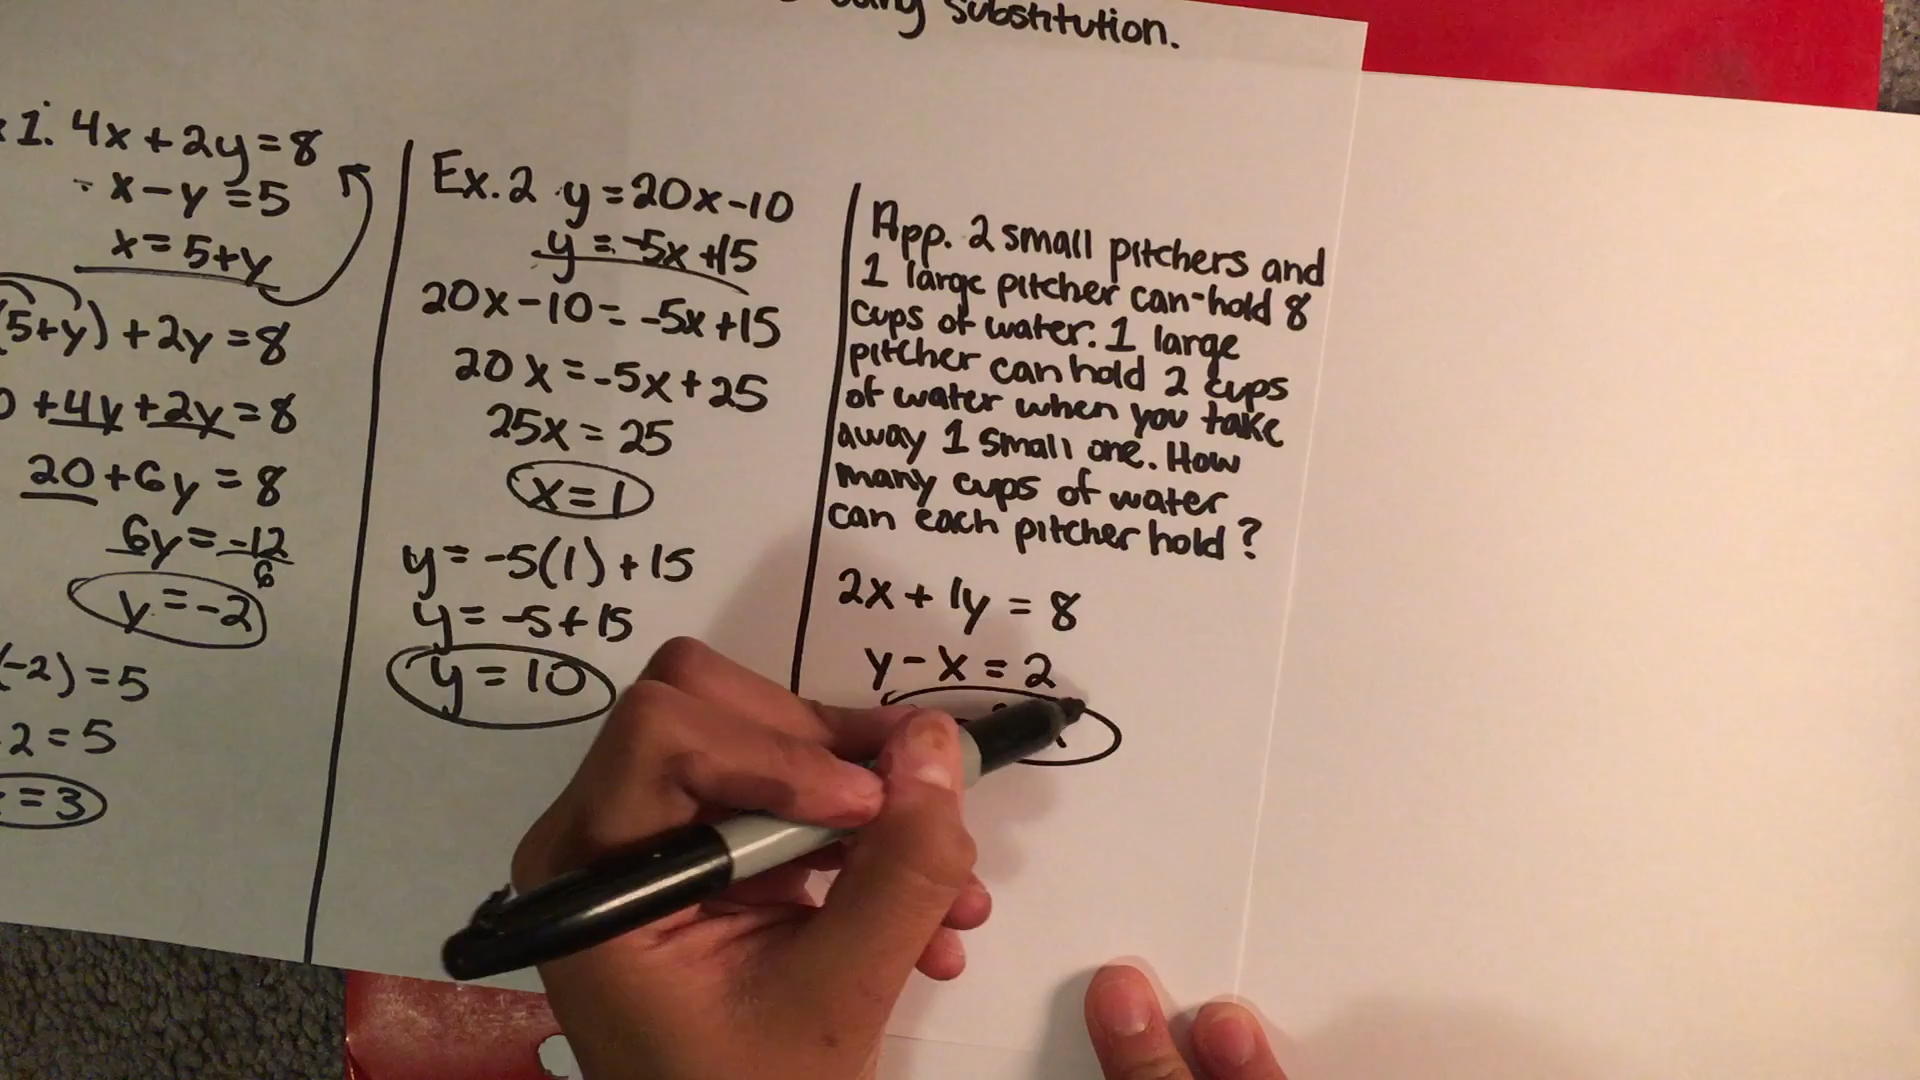 substitution.
1. 4x + 2y = 8
x - y = 5
x = 5+y
(5+y) + 2y = 8
+ 4y + 2y = 8
20 + 6y = 8
6y = -12
6
y = -2
(-2) = 5
2 = 5
= 3
Ex. 2 y = 20x - 10
y = -5x + 15
20x - 10 = -5x + 15
20x = -5x + 25
25x = 25
x = 1
y = -5(1) + 15
y = -5 + 15
y = 10
App. 2 small pitchers and
1 large pitcher can hold 8
cups of water. 1 large
pitcher can hold 2 cups
of water when you take
away 1 small one. How
many cups of water
can each pitcher hold?
2x + 1y = 8
y - x = 2